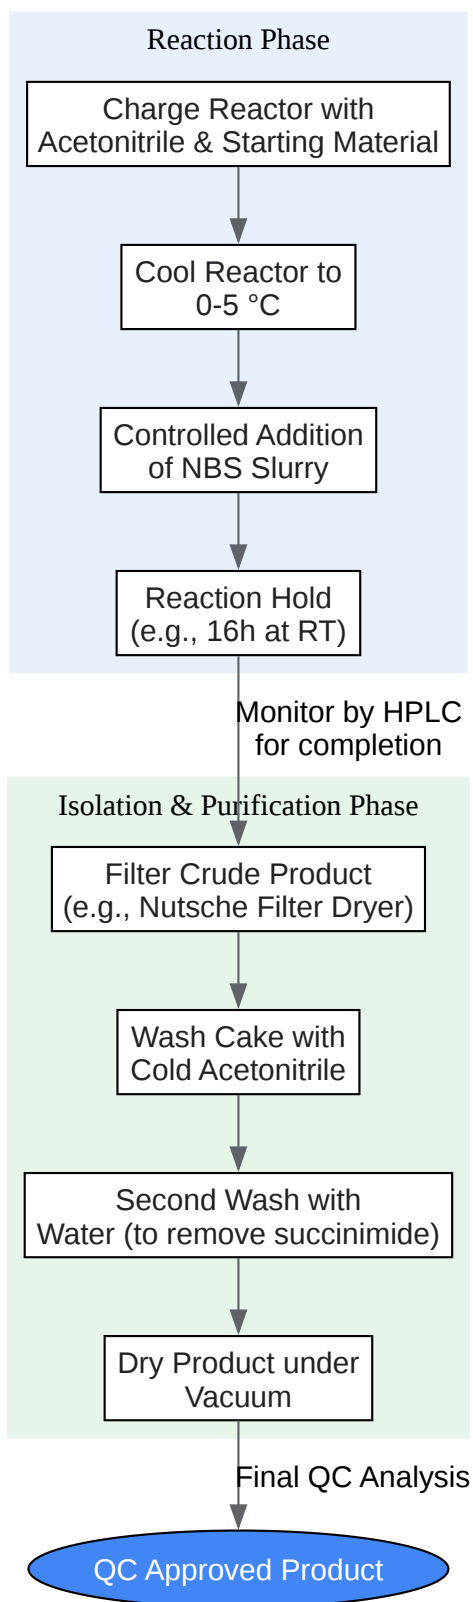 Reaction Phase
Charge Reactor with
Acetonitrile & Starting Material
Cool Reactor to
0-5 °C
Controlled Addition
of NBS Slurry
Reaction Hold
(e.g., 16h at RT)
Monitor by HPLC
for completion
Isolation & Purification Phase
Filter Crude Product
(e.g., Nutsche Filter Dryer)
Wash Cake with
Cold Acetonitrile
Second Wash with
Water (to remove succinimide)
Dry Product under
Vacuum
Final QC Analysis
QC Approved Product